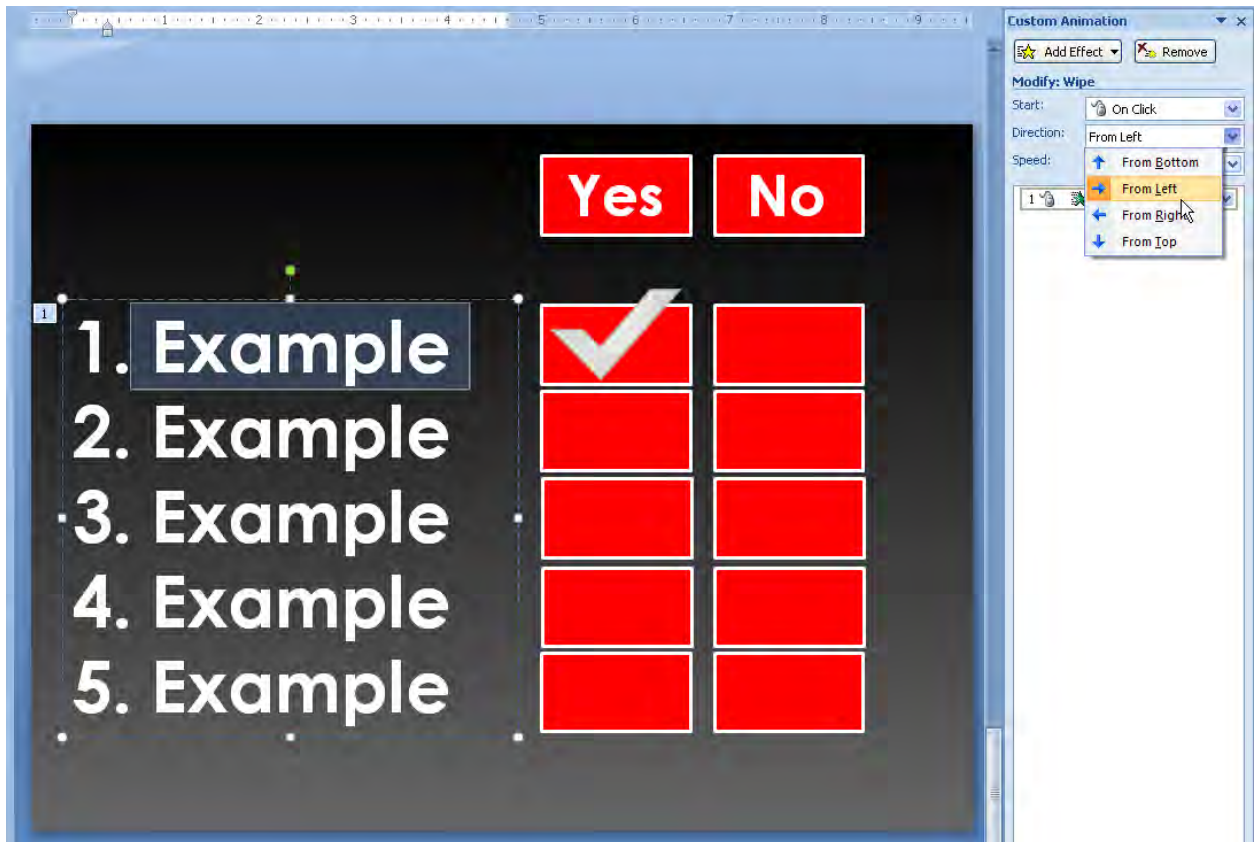 1 2 3 4 5 6 7 8 9
Custom Animation
Add Effect Remove
Modify: Wipe
Start: On Click
Direction: From Left
Speed:
From Bottom
From Left
From Right
From Top
1
Yes No
1
1. Example
2. Example
3. Example
4. Example
5. Example